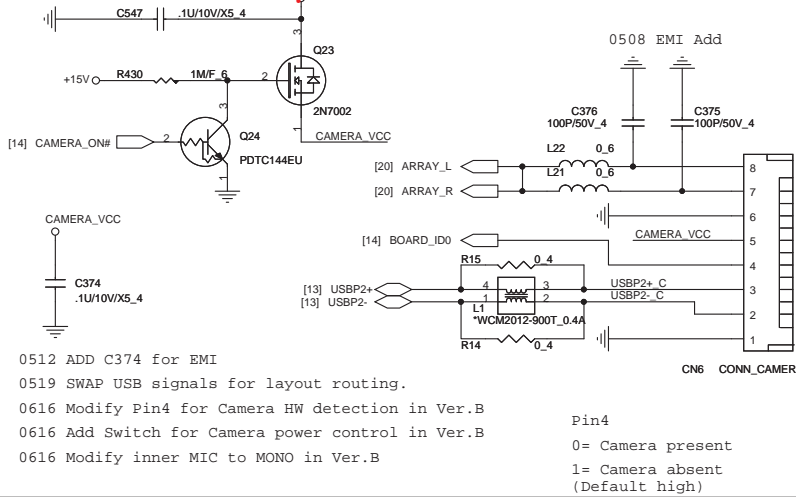 C547
.1U/10V/X5_4
3
Q23
+15V
R430
1M/F_6
2
2N7002
1
CAMERA_VCC
3
[14] CAMERA_ON#
2
Q24
PDTC144EU
1
CAMERA_VCC
C374
.1U/10V/X5_4
0508 EMI Add
C376
100P/50V_4
C375
100P/50V_4
L22
0_6
[20] ARRAY_L
8
L21
0_6
[20] ARRAY_R
7
6
CAMERA_VCC
5
[14] BOARD_ID0
4
R15
0_4
[13] USBP2+
4
3
USBP2+_C
3
[13] USBP2-
1
2
USBP2-_C
2
L1
*WCM2012-900T_0.4A
R14
0_4
1
CN6
CONN_CAMER
0512 ADD C374 for EMI
0519 SWAP USB signals for layout routing.
0616 Modify Pin4 for Camera HW detection in Ver.B
0616 Add Switch for Camera power control in Ver.B
0616 Modify inner MIC to MONO in Ver.B
Pin4
0= Camera present
1= Camera absent
(Default high)